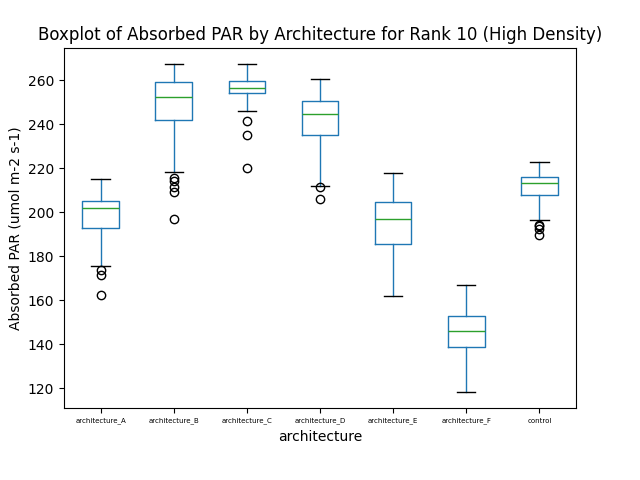 Boxplot of Absorbed PAR by Architecture for Rank 10 (High Density)
Absorbed PAR (umol m-2 s-1)
260
240
220
200
180
160
140
120
architecture_A architecture_B architecture_C architecture_D architecture_E architecture_F control
architecture